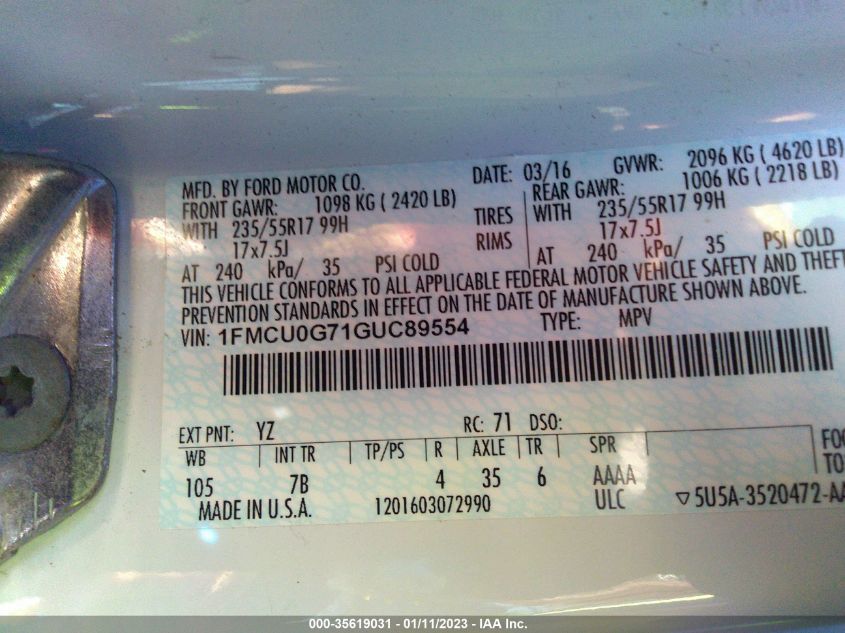 MFD. BY FORD MOTOR CO. DATE: 03/16 GVWR: 2096 KG ( 4620 LB)
FRONT GAWR: 1098 KG ( 2420 LB) REAR GAWR: 1006 KG ( 2218 LB)
WITH 235/55R17 99H TIRES WITH 235/55R17 99H
17x7.5J RIMS 17x7.5J
AT 240 kPa/ 35 PSI COLD AT 240 kPa/ 35 PSI COLD
THIS VEHICLE CONFORMS TO ALL APPLICABLE FEDERAL MOTOR VEHICLE SAFETY AND THEFT
PREVENTION STANDARDS IN EFFECT ON THE DATE OF MANUFACTURE SHOWN ABOVE.
VIN: 1FMCU0G71GUC89554 TYPE: MPV
EXT PNT: YZ RC: 71 DSO:
WB INT TR TP/PS R AXLE TR SPR
105 7B 4 35 6 AAAA
MADE IN U.S.A. 1201603072990 ULC ▽5U5A-3520472-AA
000-35619031 - 01/11/2023 - IAA Inc.